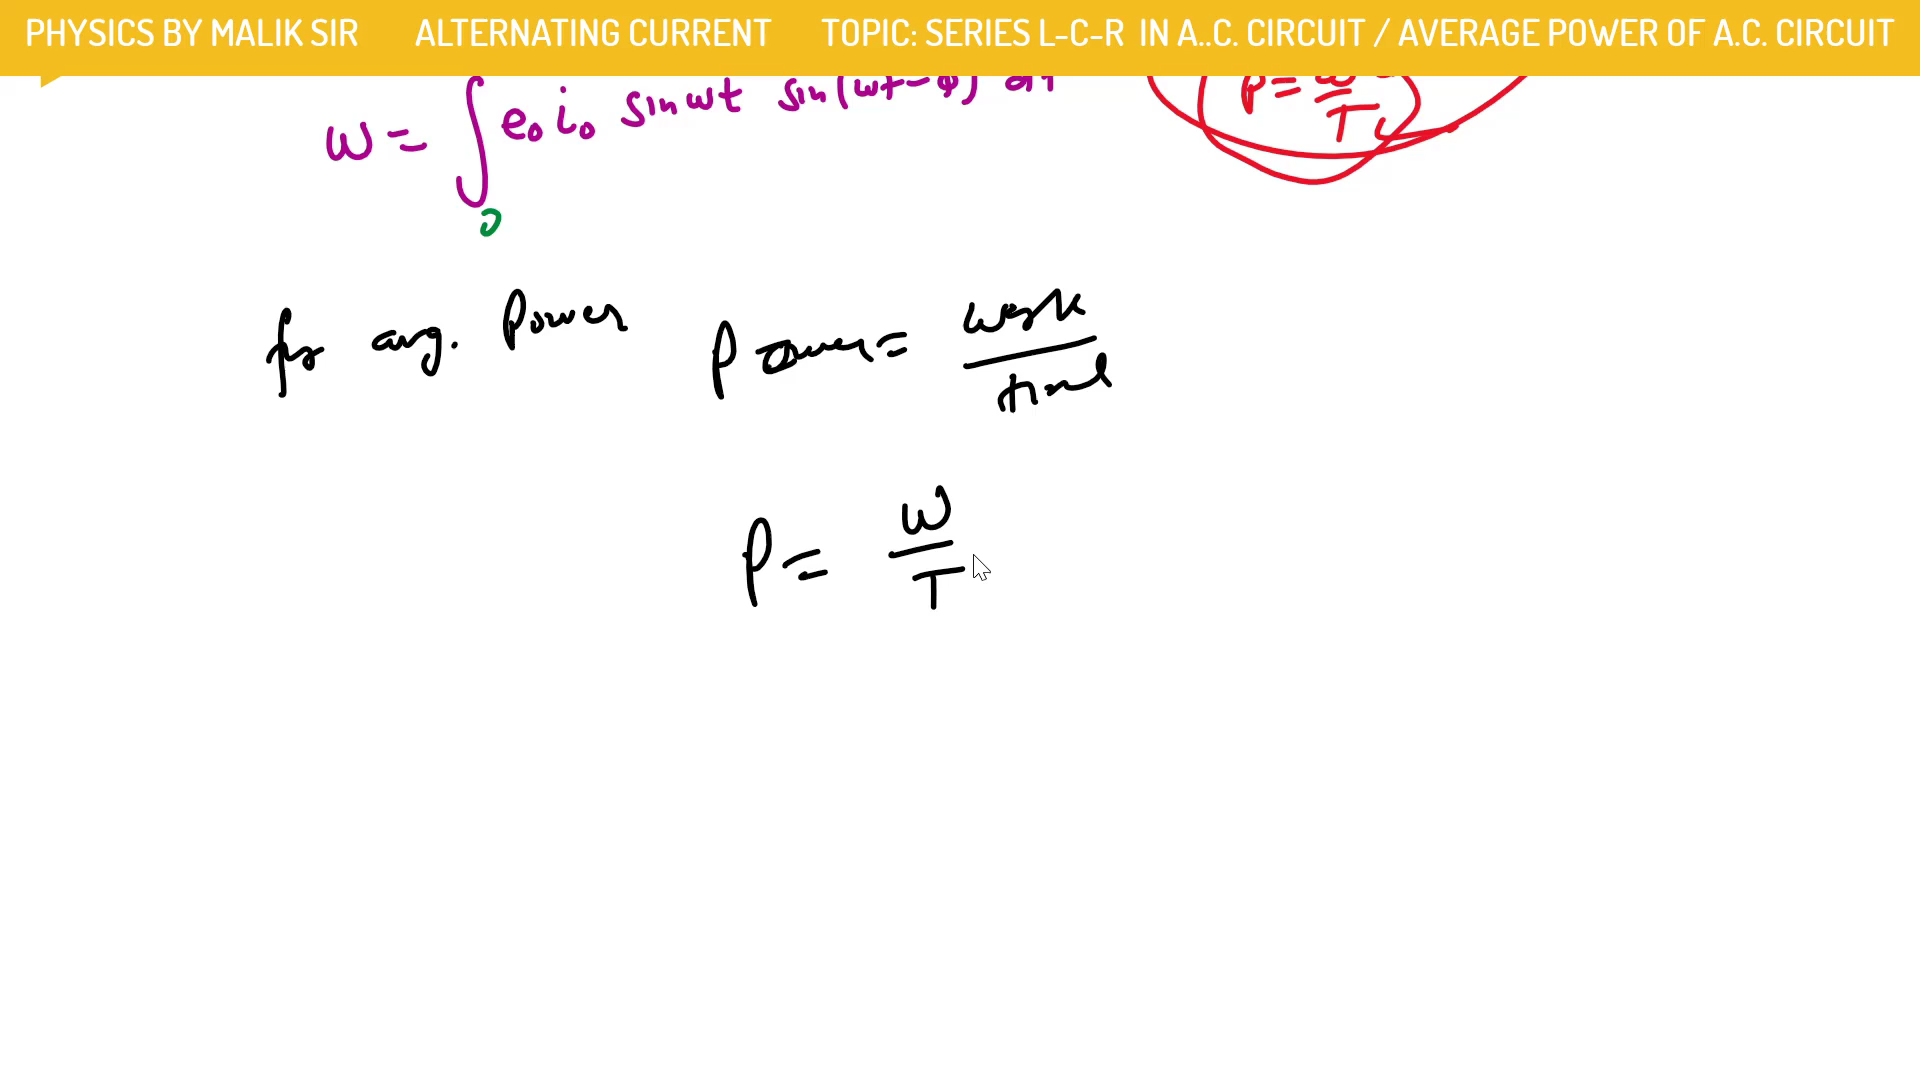 PHYSICS BY MALIK SIR ALTERNATING CURRENT TOPIC: SERIES L-C-R IN A..C. CIRCUIT / AVERAGE POWER OF A.C. CIRCUIT
W = ∫₀ e₀ i₀ sin ωt sin(ωt-φ) dt
P = W/T
for avg. Power Power = work/time
P = W/T